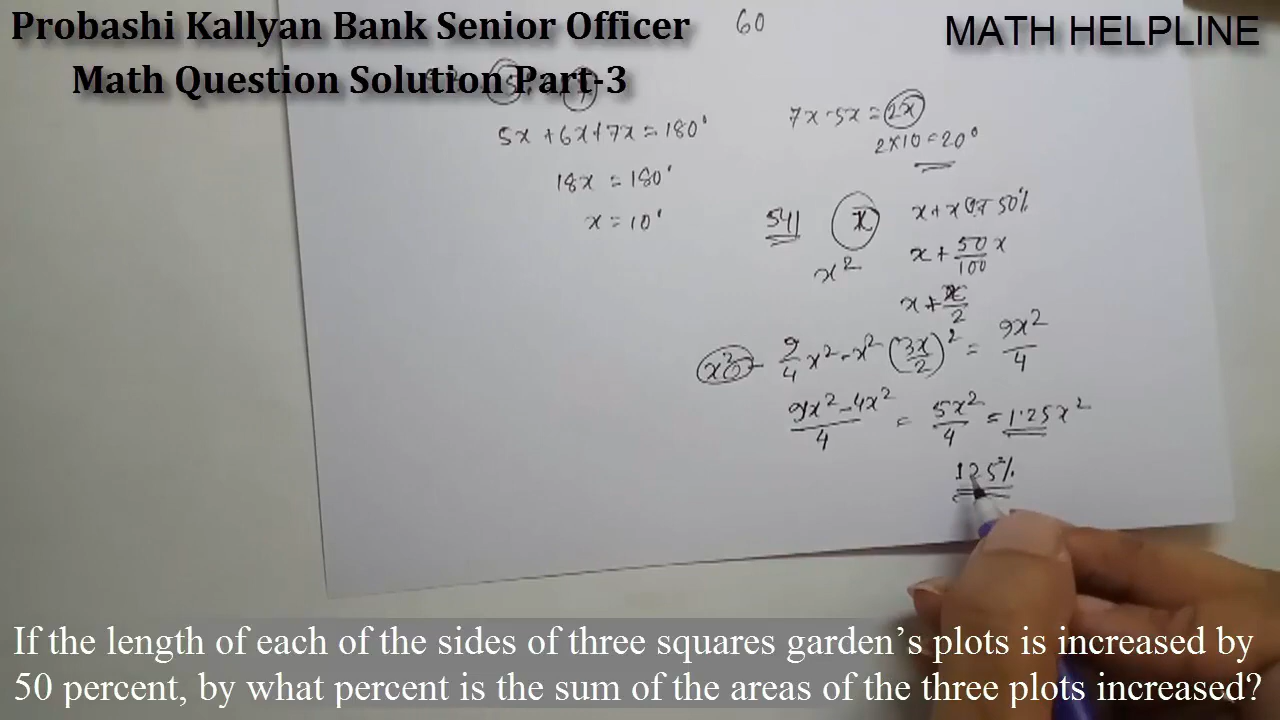 Probashi Kallyan Bank Senior Officer
Math Question Solution Part-3
MATH HELPLINE
60
5x + 6x + 7x = 180°
18x = 180°
x = 10°
7x - 5x = 2x
2×10 = 20°
54|
x
x²
x + x এর 50%
x + 50/100 x
x + x/2
(3x/2)² = 9x²/4
9/4 x² - x²
9x² - 4x²/4 = 5x²/4 = 1.25x²
125%
If the length of each of the sides of three squares garden's plots is increased by
50 percent, by what percent is the sum of the areas of the three plots increased?